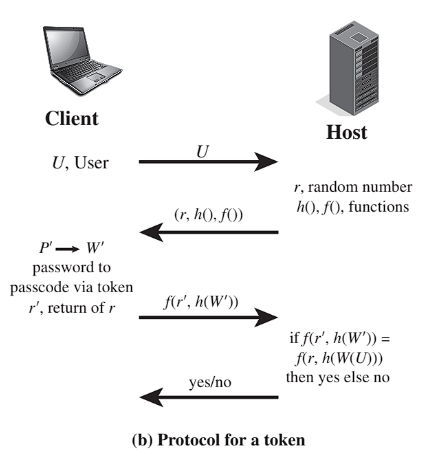 Client
Host
U, User
U
r, random number
h(), f(), functions
(r, h(), f())
P′ → W′
password to
passcode via token
r′, return of r
f(r′, h(W′))
if f(r′, h(W′)) =
f(r, h(W(U)))
then yes else no
yes/no
(b) Protocol for a token